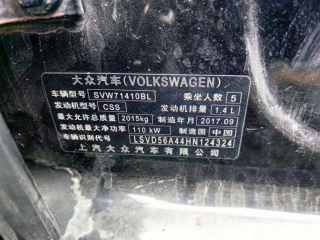 大众汽车(VOLKSWAGEN)
车辆型号 SVW71410BL 乘坐人数 5
发动机型号 CSS 发动机排量 1.4 L
最大允许总质量 2015kg 制造年月 2017.09
发动机最大净功率 110 kW 制造国 中国
车辆识别代号 LSVD56A44HN124324
上汽大众汽车有限公司